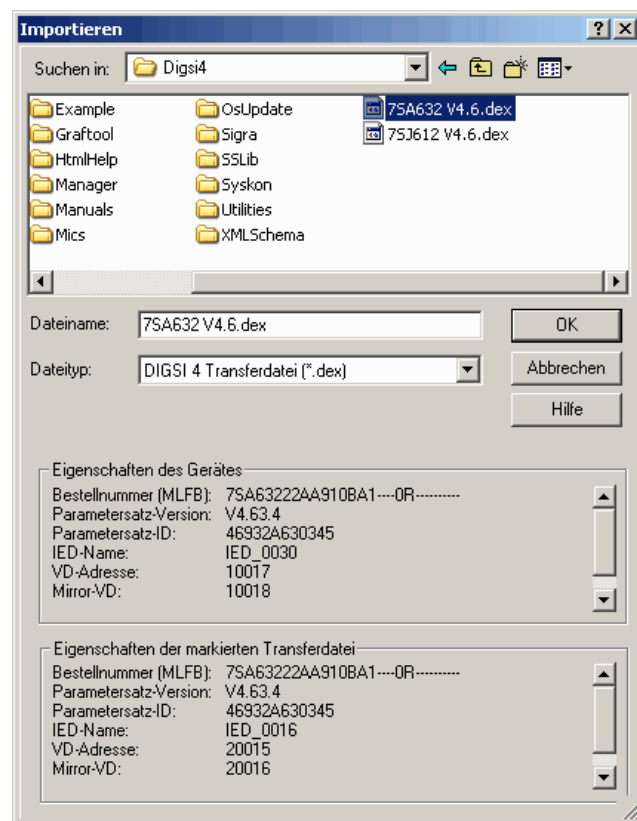 Importieren
Suchen in: Digsi4
Example OsUpdate 7SA632 V4.6.dex
Graftool Sigra 7SJ612 V4.6.dex
HtmlHelp SSLib
Manager Syskon
Manuals Utilities
Mics XMLSchema
Dateiname: 7SA632 V4.6.dex OK
Dateityp: DIGSI 4 Transferdatei (*.dex) Abbrechen
Hilfe
Eigenschaften des Gerätes
Bestellnummer (MLFB): 7SA63222AA910BA1----0R----------
Parametersatz-Version: V4.63.4
Parametersatz-ID: 46932A630345
IED-Name: IED_0030
VD-Adresse: 10017
Mirror-VD: 10018
Eigenschaften der markierten Transferdatei
Bestellnummer (MLFB): 7SA63222AA910BA1----0R----------
Parametersatz-Version: V4.63.4
Parametersatz-ID: 46932A630345
IED-Name: IED_0016
VD-Adresse: 20015
Mirror-VD: 20016